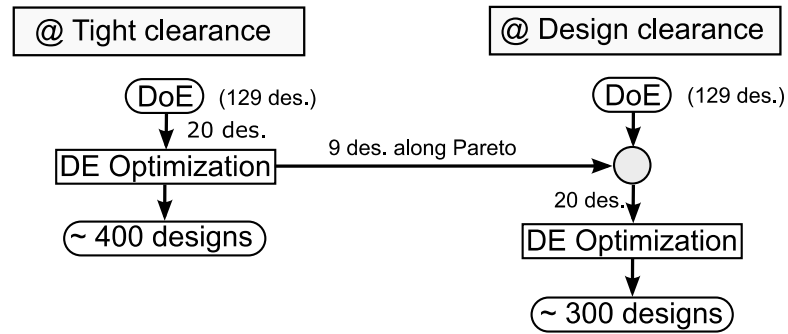 @ Tight clearance
@ Design clearance
DoE (129 des.)
DoE (129 des.)
20 des.
DE Optimization
9 des. along Pareto
20 des.
~ 400 designs
DE Optimization
~ 300 designs